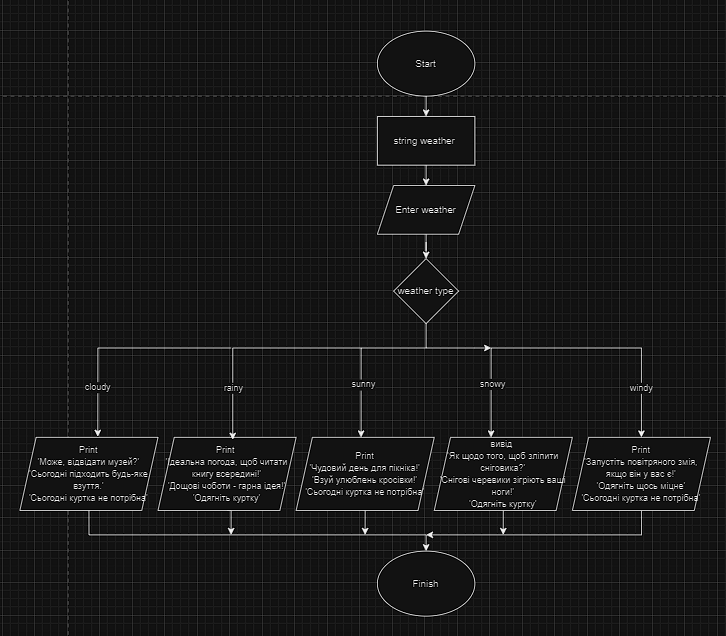 Start
string weather
Enter weather
weather type
cloudy
rainy
sunny
snowy
windy
Print
'Може, відвідати музей?'
'Сьогодні підходить будь-яке
взуття.'
'Сьогодні куртка не потрібна'
Print
'Ідеальна погода, щоб читати
книгу всередині!'
'Дощові чоботи - гарна ідея!'
'Одягніть куртку'
Print
'Чудовий день для пікніка!'
'Взуй улюблень кросівки!'
'Сьогодні куртка не потрібна'
вивід
'Як щодо того, щоб зліпити
сніговика?'
'Снігові черевики зігріють ваші
ноги!'
'Одягніть куртку'
Print
'Запустіть повітряного змія,
якщо він у вас є!'
'Одягніть щось міцне'
'Сьогодні куртка не потрібна'
Finish